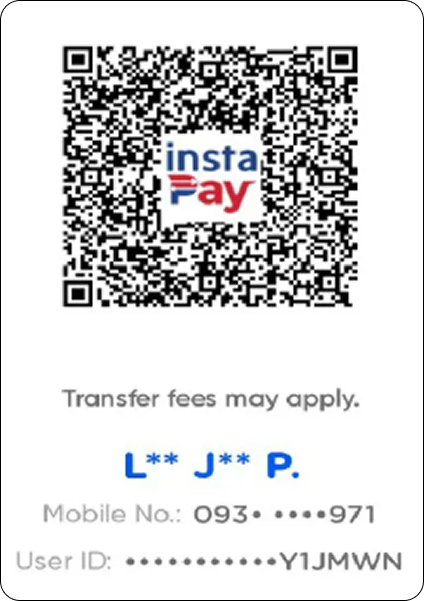 insta
Pay
Transfer fees may apply.
L** J** P.
Mobile No.: 093• ••••971
User ID: •••••••••••Y1JMWN